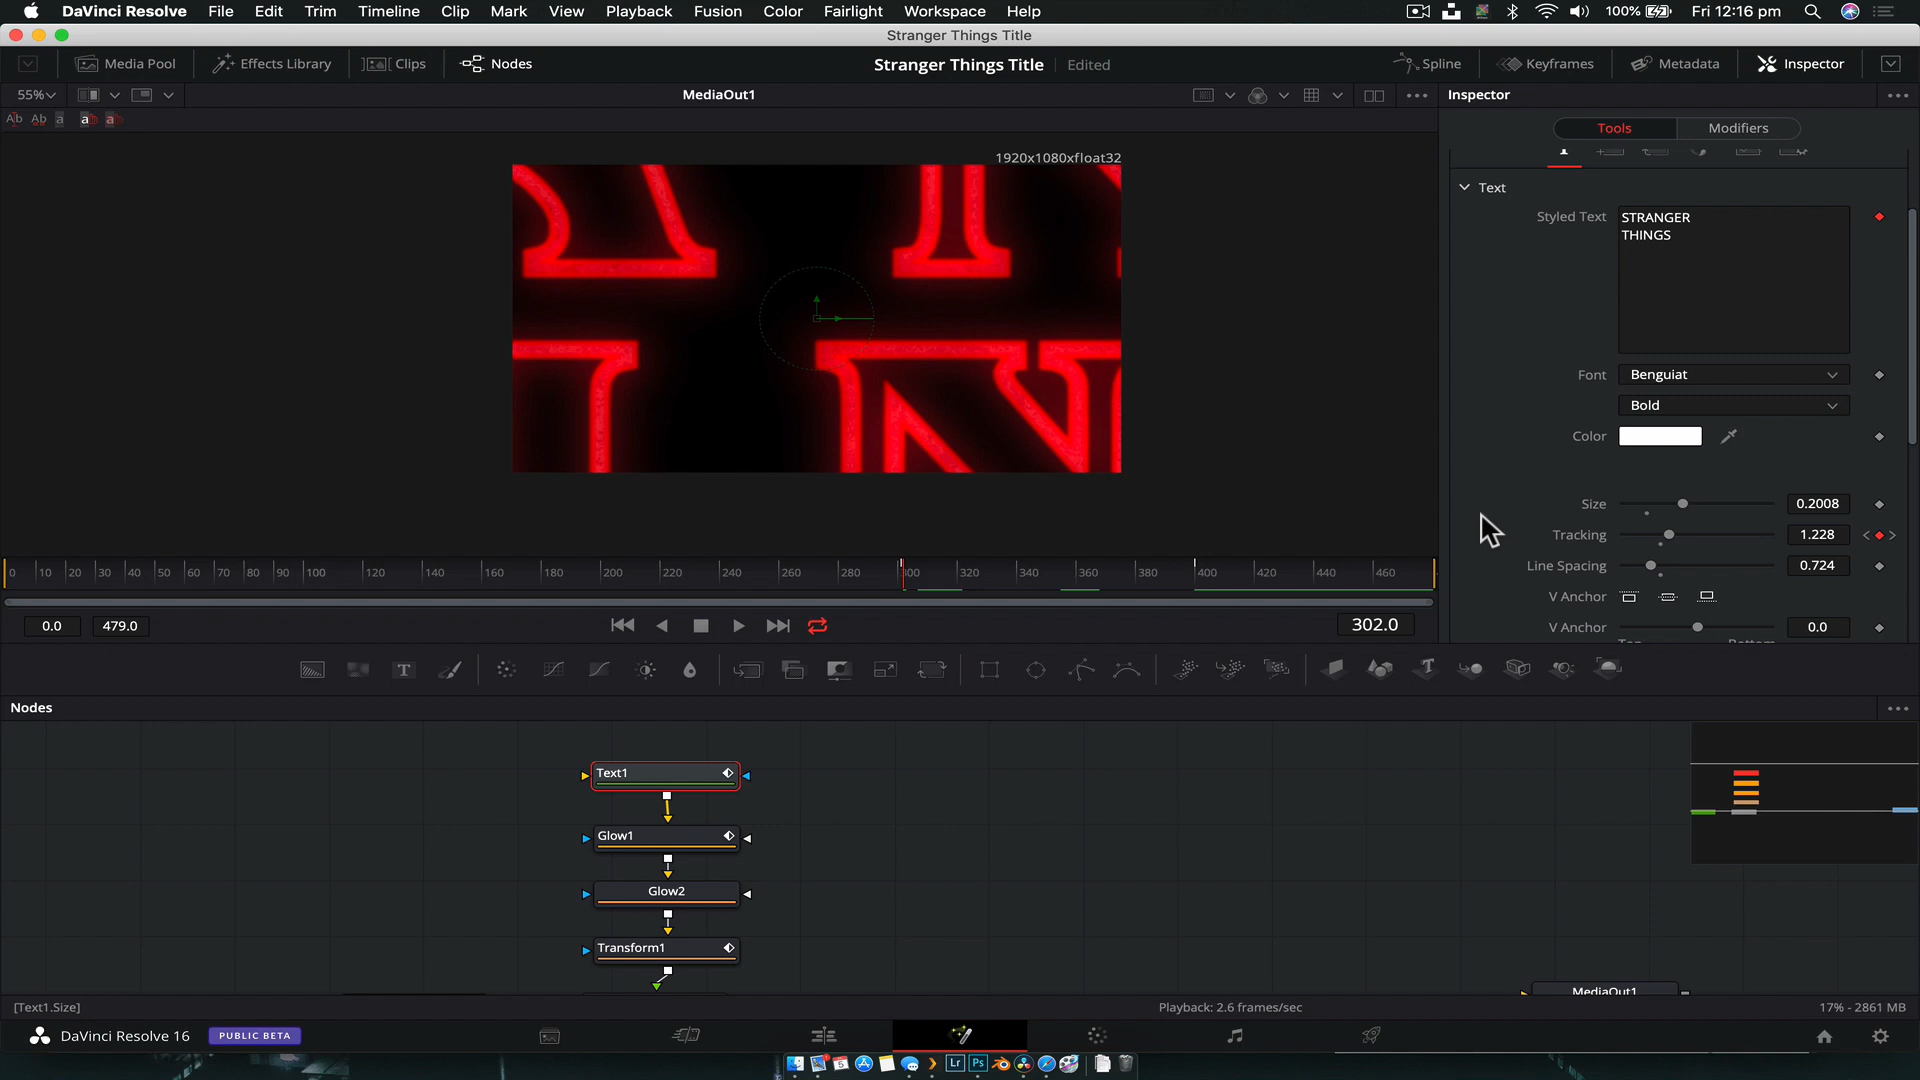 DaVinci Resolve File Edit Trim Timeline Clip Mark View Playback Fusion Color Fairlight Workspace Help 100% Fri 12:16 pm
Stranger Things Title
Media Pool Effects Library Clips Nodes Stranger Things Title Edited Spline Keyframes Metadata Inspector
55% MediaOut1 Inspector
Ab Ab a a a
Tools Modifiers
1920x1080xfloat32
Text
Styled Text STRANGER
THINGS
Font Benguiat
Bold
Color
Size 0.2008
Tracking 1.228
Line Spacing 0.724
V Anchor
V Anchor 0.0
0 10 20 30 40 50 60 70 80 90 100 120 140 160 180 200 220 240 260 280 300 320 340 360 380 400 420 440 460
0.0 479.0 302.0
T T
Nodes
Text1
Glow1
Glow2
Transform1
MediaOut1
[Text1.Size] Playback: 2.6 frames/sec 17% - 2861 MB
DaVinci Resolve 16 PUBLIC BETA
Lr Ps